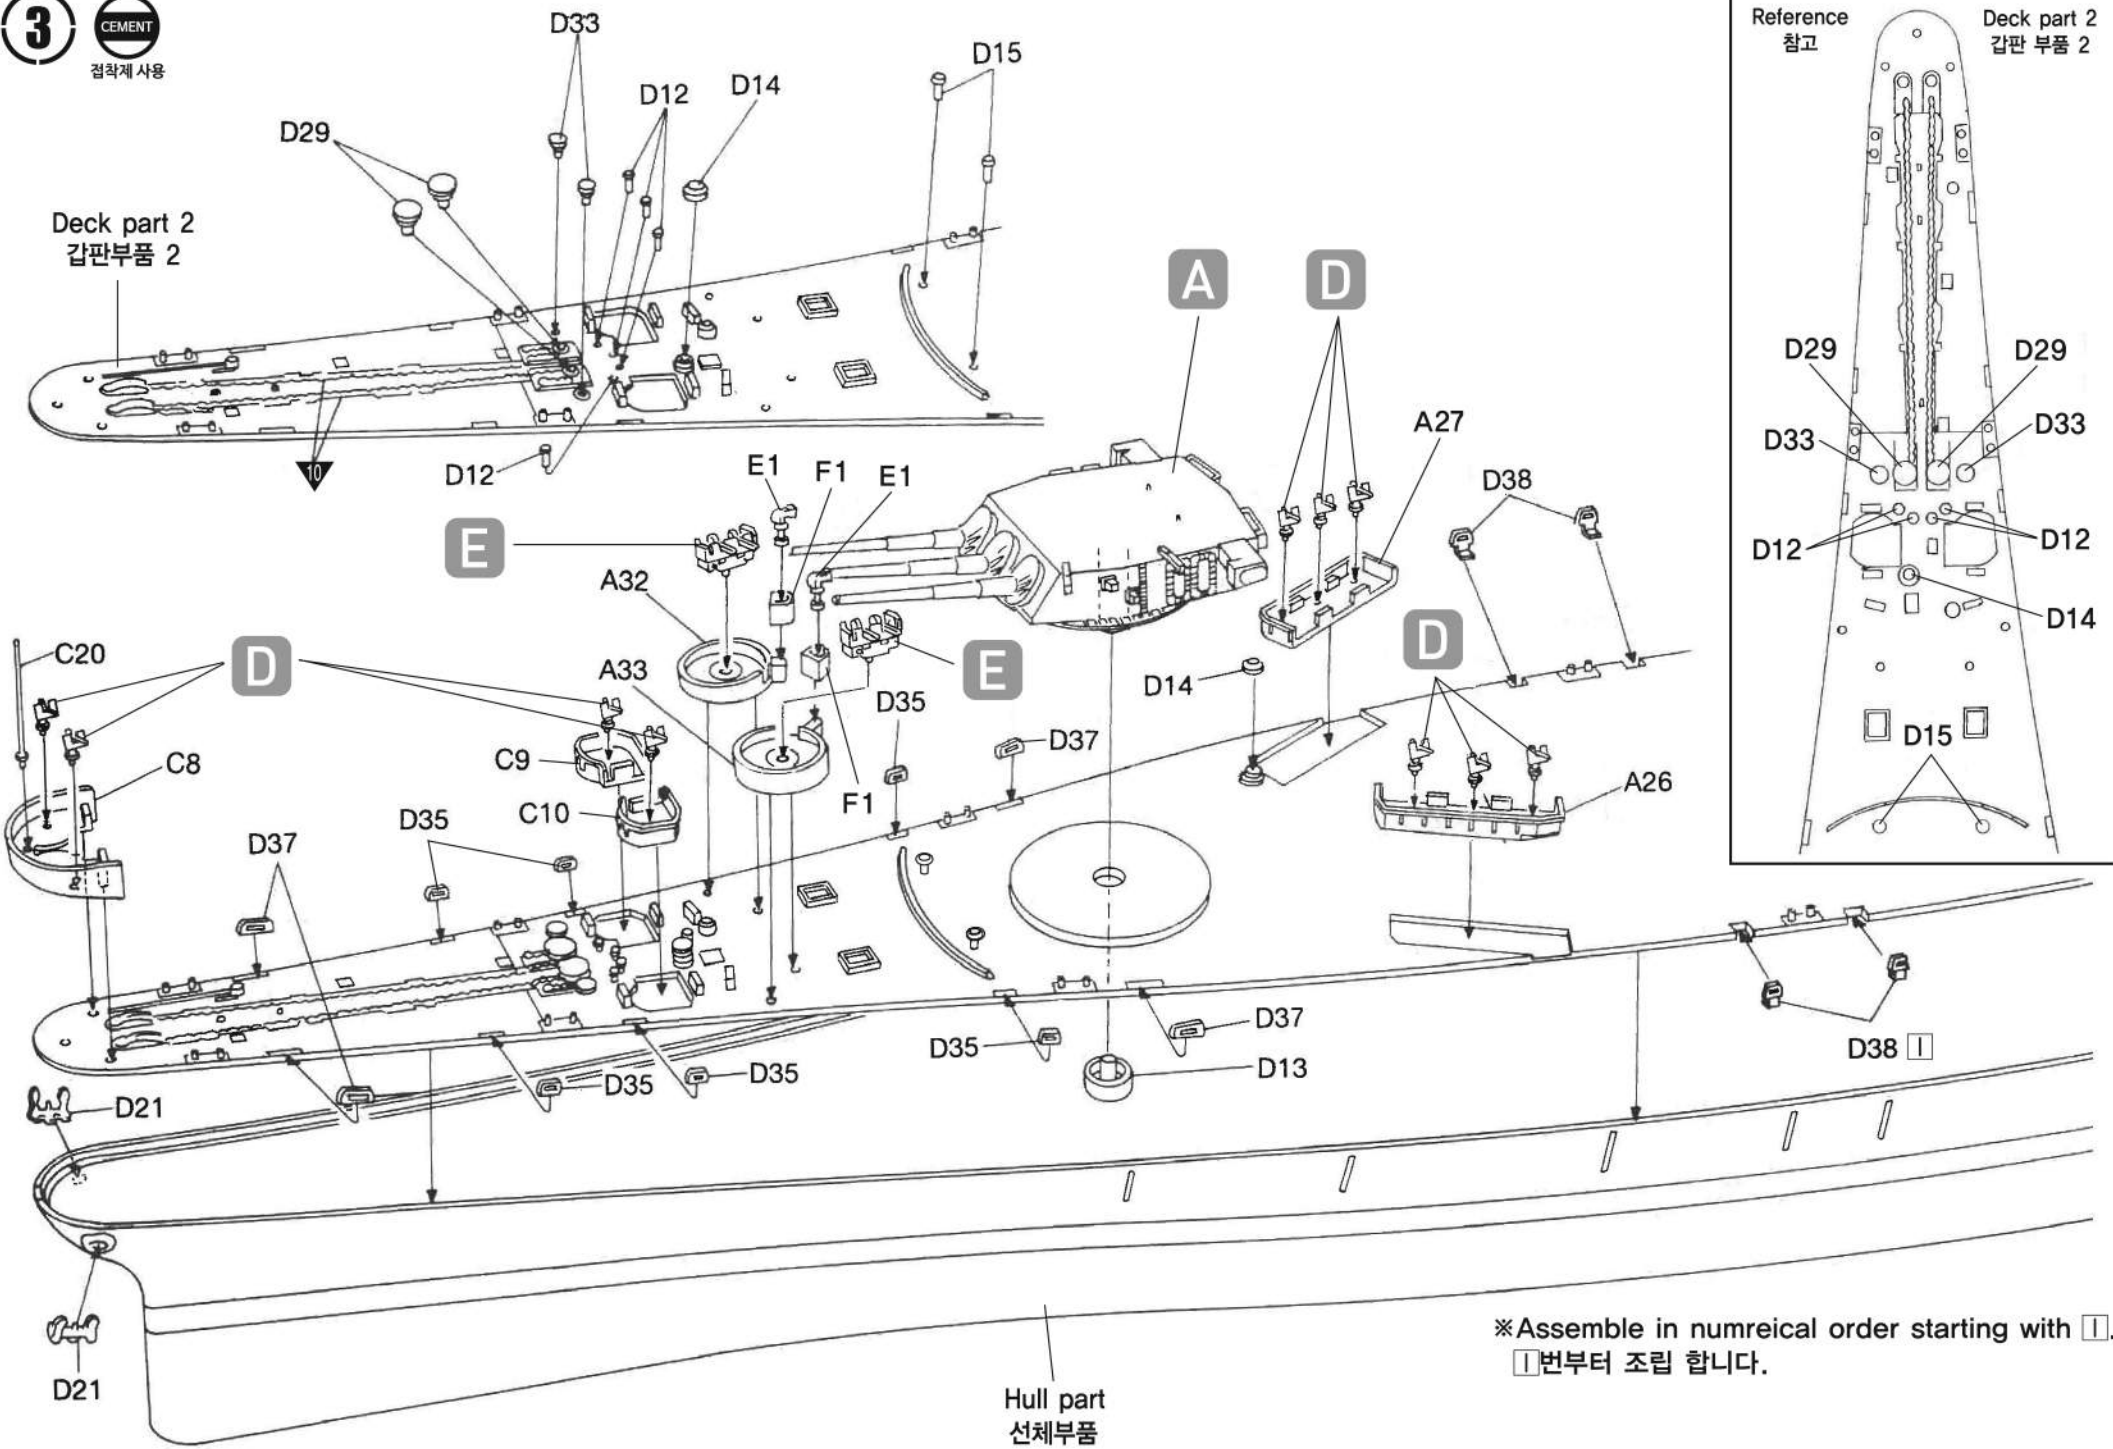 3
CEMENT
접착제 사용
D33
D15
D12
D14
D29
Deck part 2
갑판부품 2
10
D12
Reference
참고
Deck part 2
갑판 부품 2
D29
D29
D33
D33
D12
D12
D14
D15
A
D
A27
D38
E1
F1
E1
E
A32
A33
E
D35
D14
D
C20
D
C8
C9
C10
F1
D37
A26
D35
D37
D35
D35
D35
D37
D13
D38 1
D21
D21
Hull part
선체부품
※Assemble in numreical order starting with 1.
1번부터 조립 합니다.